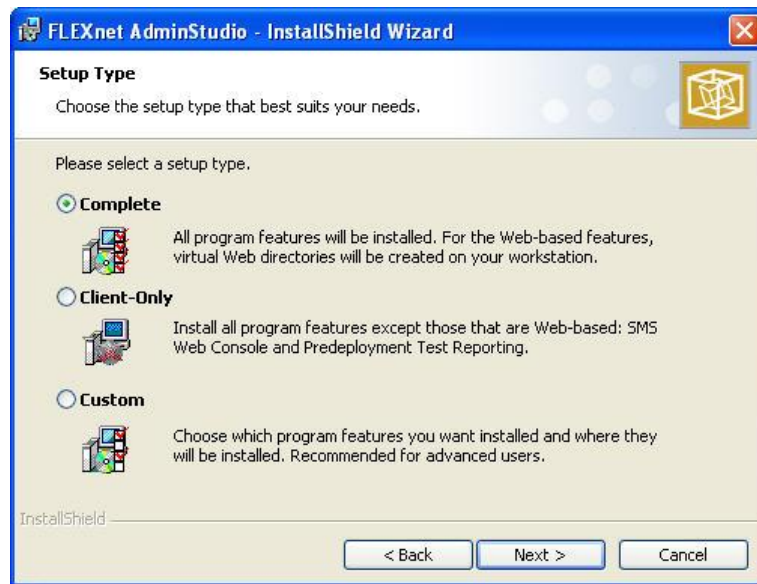 FLEXnet AdminStudio - InstallShield Wizard
Setup Type
Choose the setup type that best suits your needs.
Please select a setup type.
Complete
All program features will be installed. For the Web-based features,
virtual Web directories will be created on your workstation.
Client-Only
Install all program features except those that are Web-based: SMS
Web Console and Predeployment Test Reporting.
Custom
Choose which program features you want installed and where they
will be installed. Recommended for advanced users.
InstallShield
< Back
Next >
Cancel